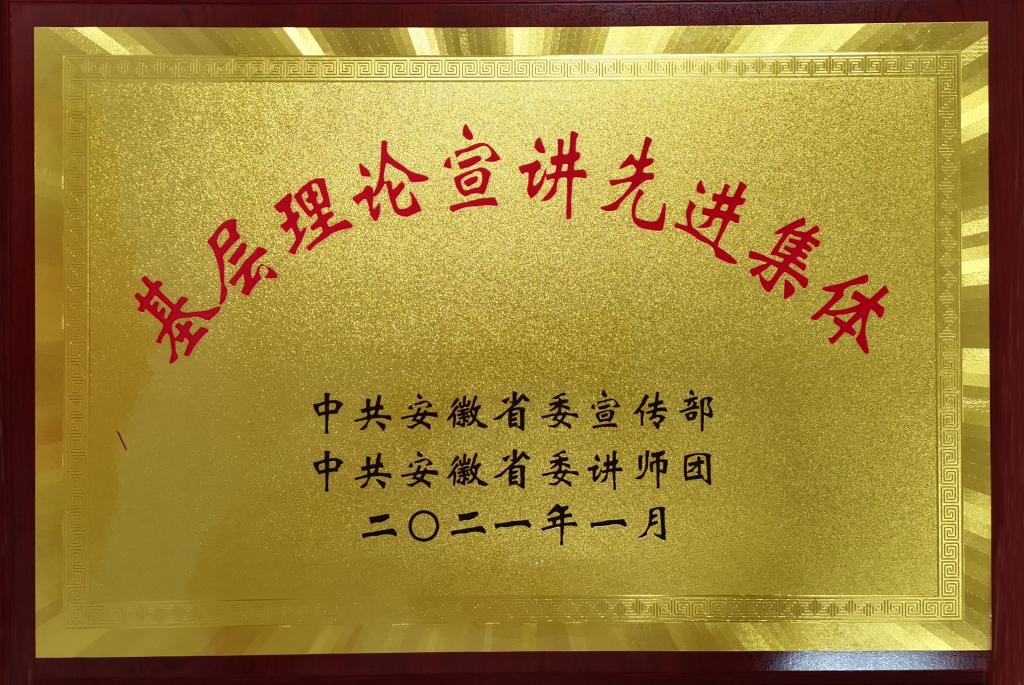 基层理论宣讲先进集体
中共安徽省委宣传部
中共安徽省委讲师团
二〇二一年一月